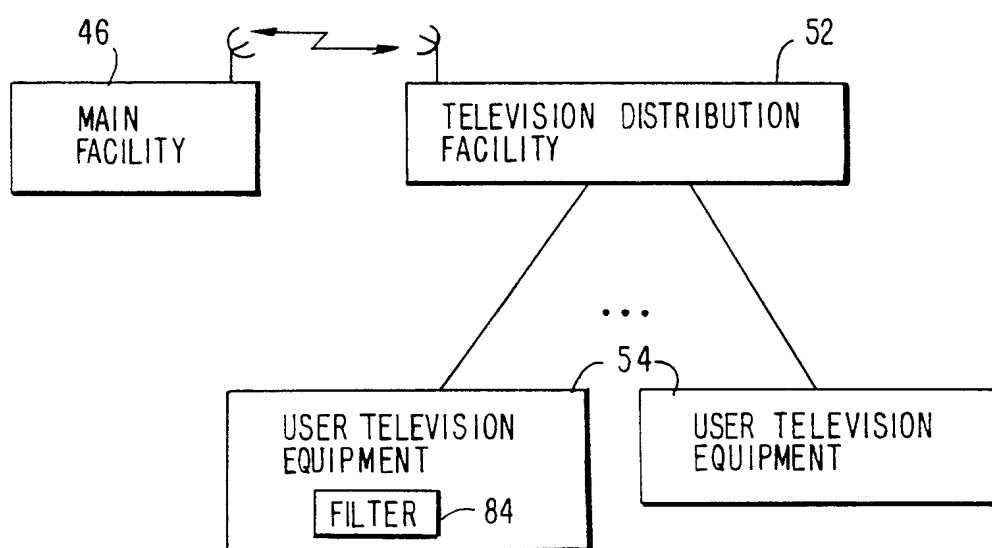 46
52
MAIN
FACILITY
TELEVISION DISTRIBUTION
FACILITY
...
54
USER TELEVISION
EQUIPMENT
FILTER
84
USER TELEVISION
EQUIPMENT